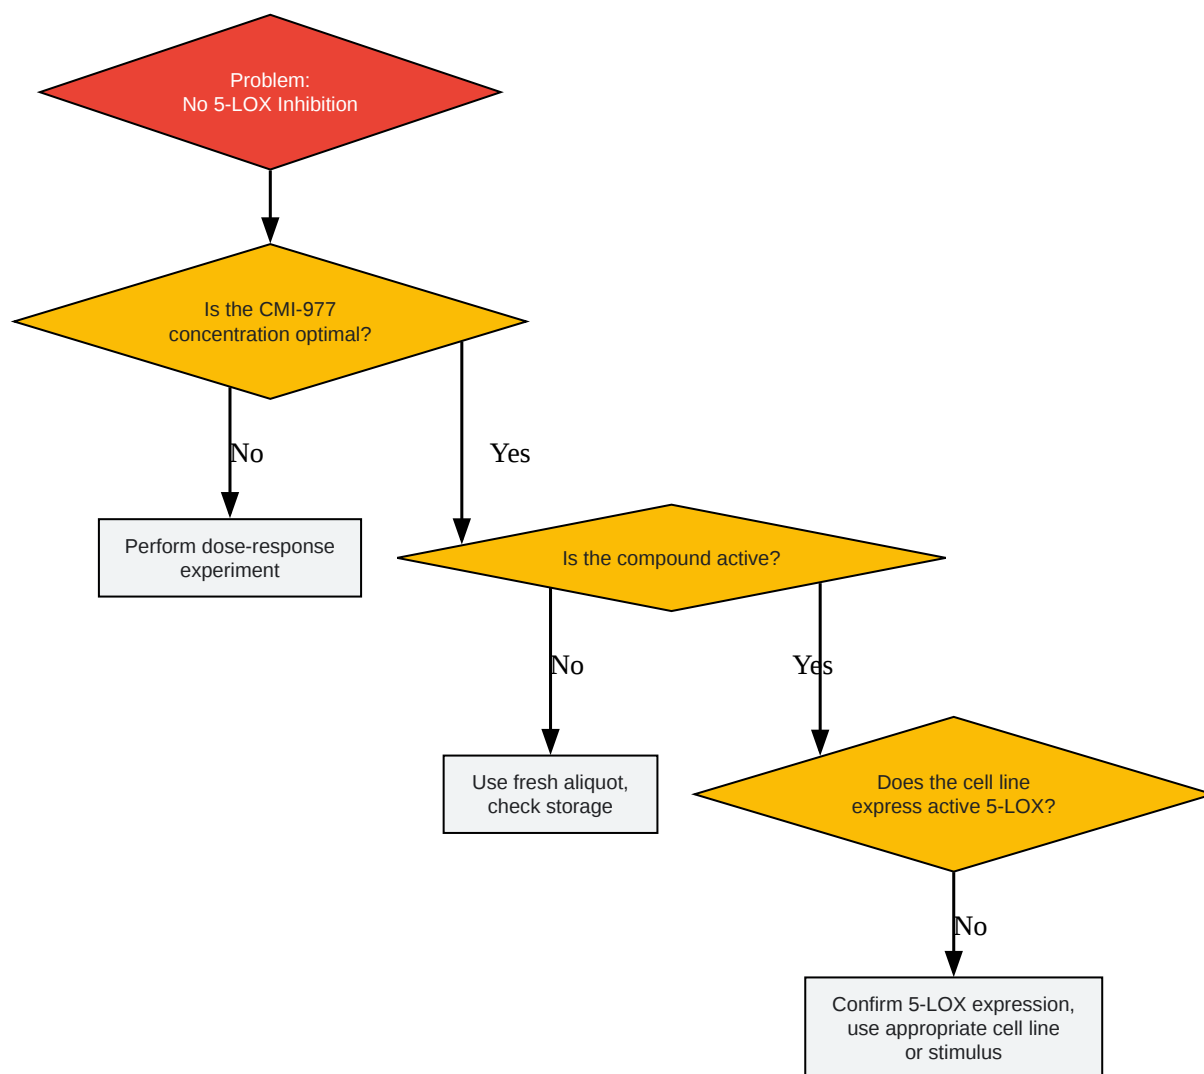 Problem:
No 5-LOX Inhibition
Is the CMI-977
concentration optimal?
No
Yes
Perform dose-response
experiment
Is the compound active?
No
Yes
Use fresh aliquot,
check storage
Does the cell line
express active 5-LOX?
No
Confirm 5-LOX expression,
use appropriate cell line
or stimulus